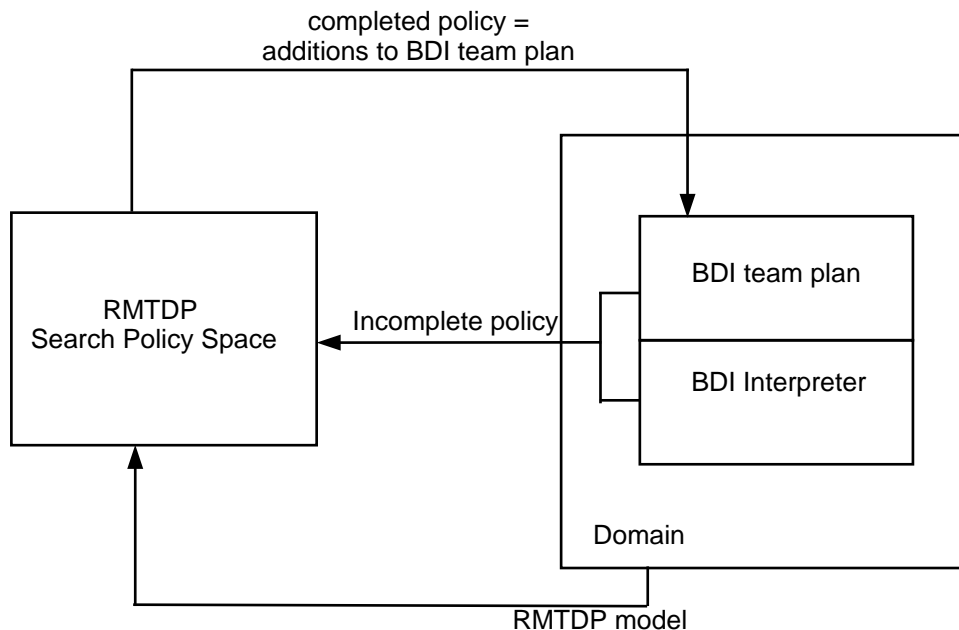 completed policy =
additions to BDI team plan
BDI team plan
RMTDP
Search Policy Space
Incomplete policy
BDI Interpreter
Domain
RMTDP model